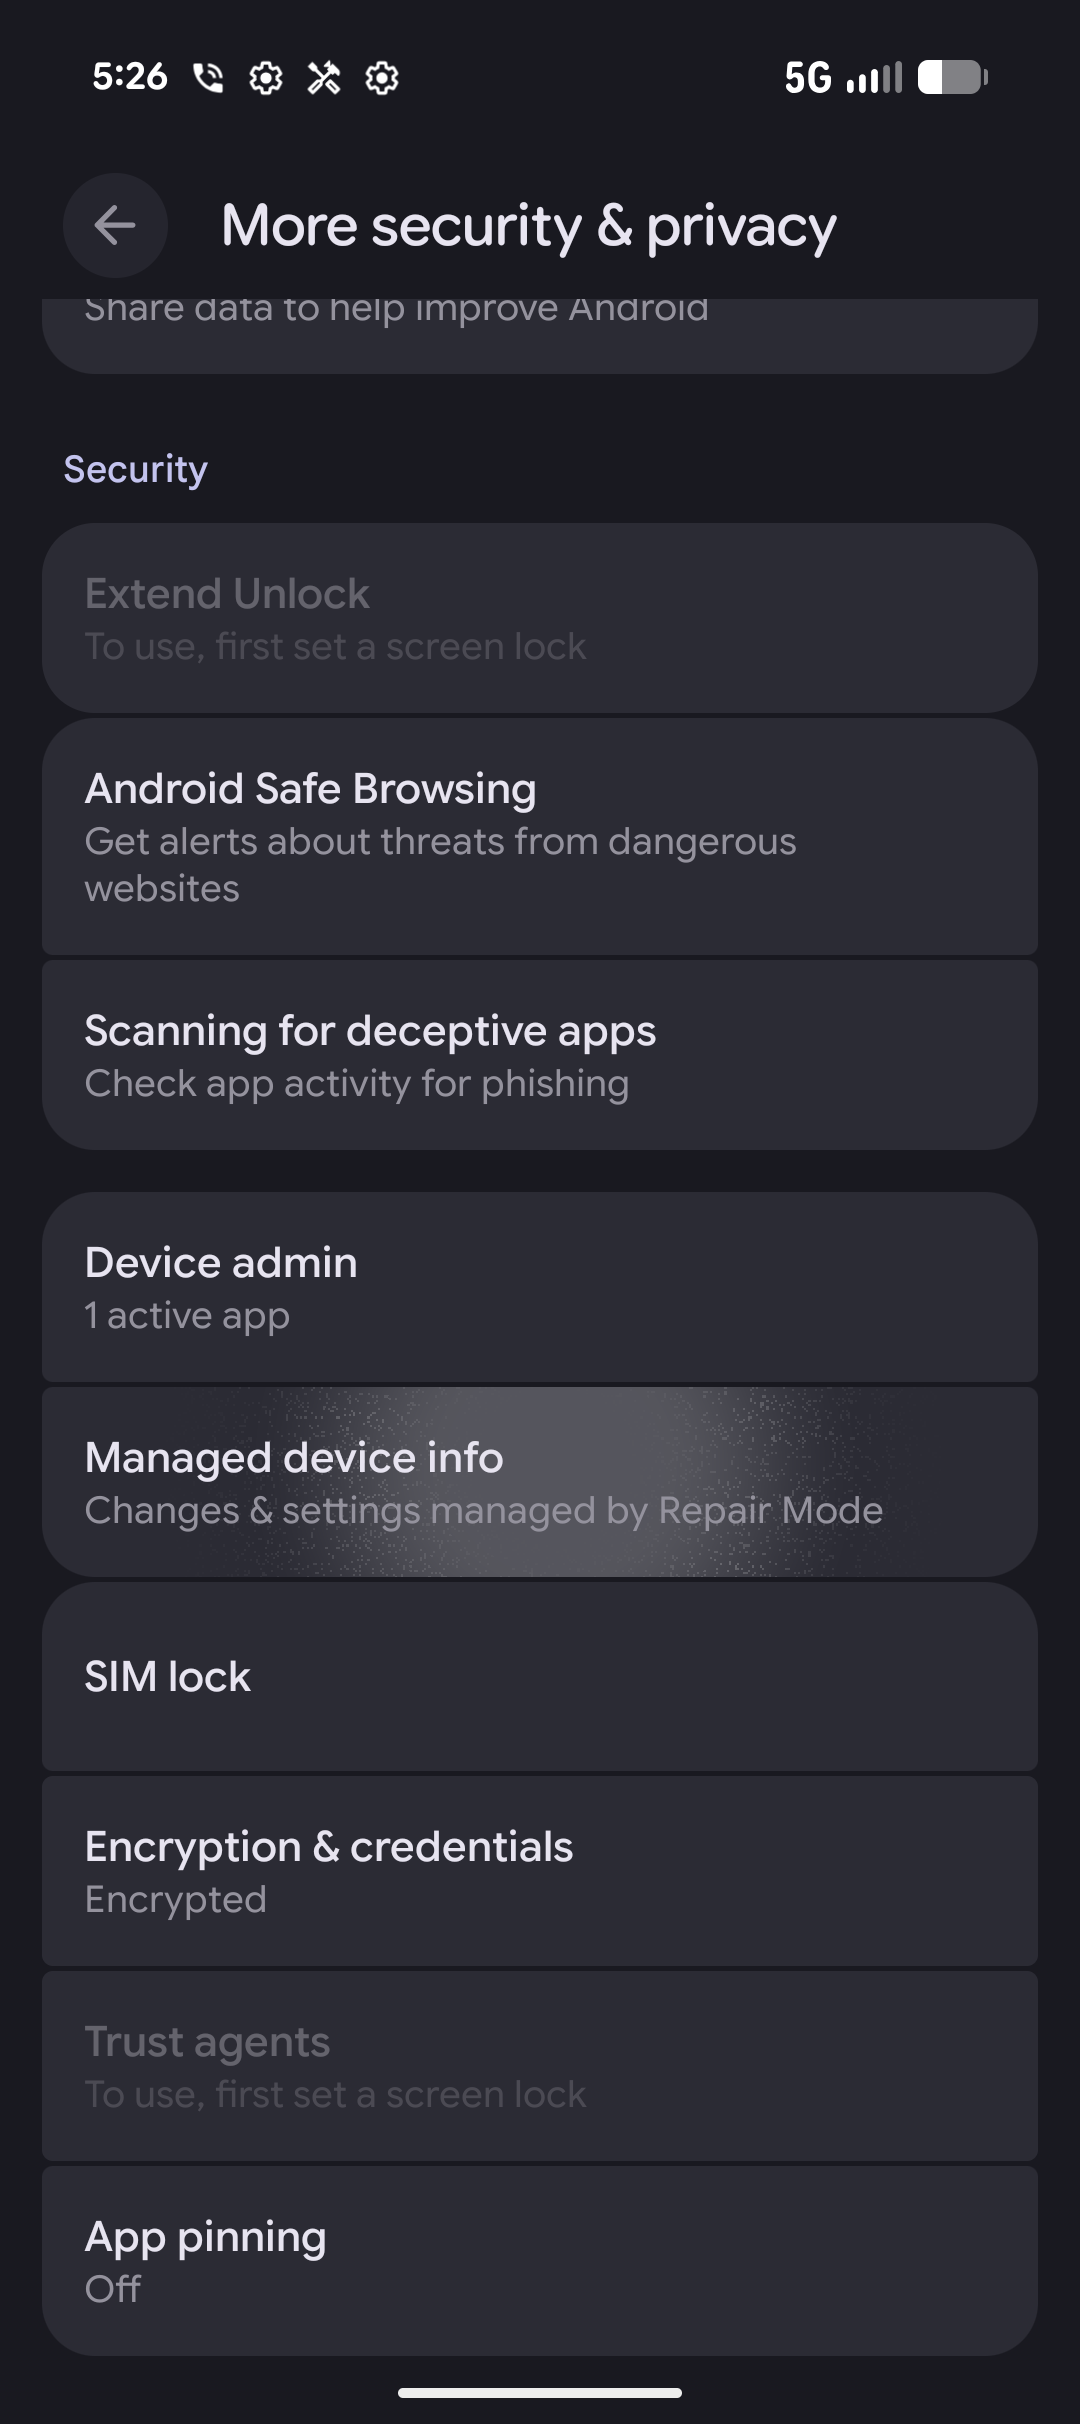 5:26
5G
More security & privacy
Share data to help improve Android
Security
Extend Unlock
To use, first set a screen lock
Android Safe Browsing
Get alerts about threats from dangerous
websites
Scanning for deceptive apps
Check app activity for phishing
Device admin
1 active app
Managed device info
Changes & settings managed by Repair Mode
SIM lock
Encryption & credentials
Encrypted
Trust agents
To use, first set a screen lock
App pinning
Off